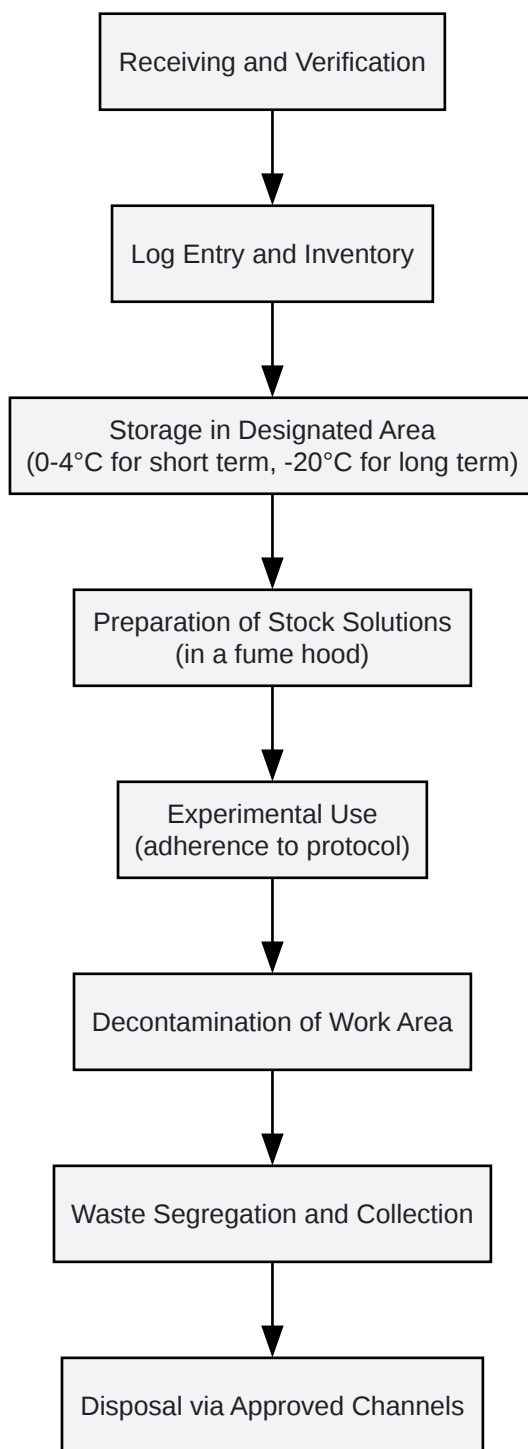 Receiving and Verification
Log Entry and Inventory
Storage in Designated Area
(0-4°C for short term, -20°C for long term)
Preparation of Stock Solutions
(in a fume hood)
Experimental Use
(adherence to protocol)
Decontamination of Work Area
Waste Segregation and Collection
Disposal via Approved Channels